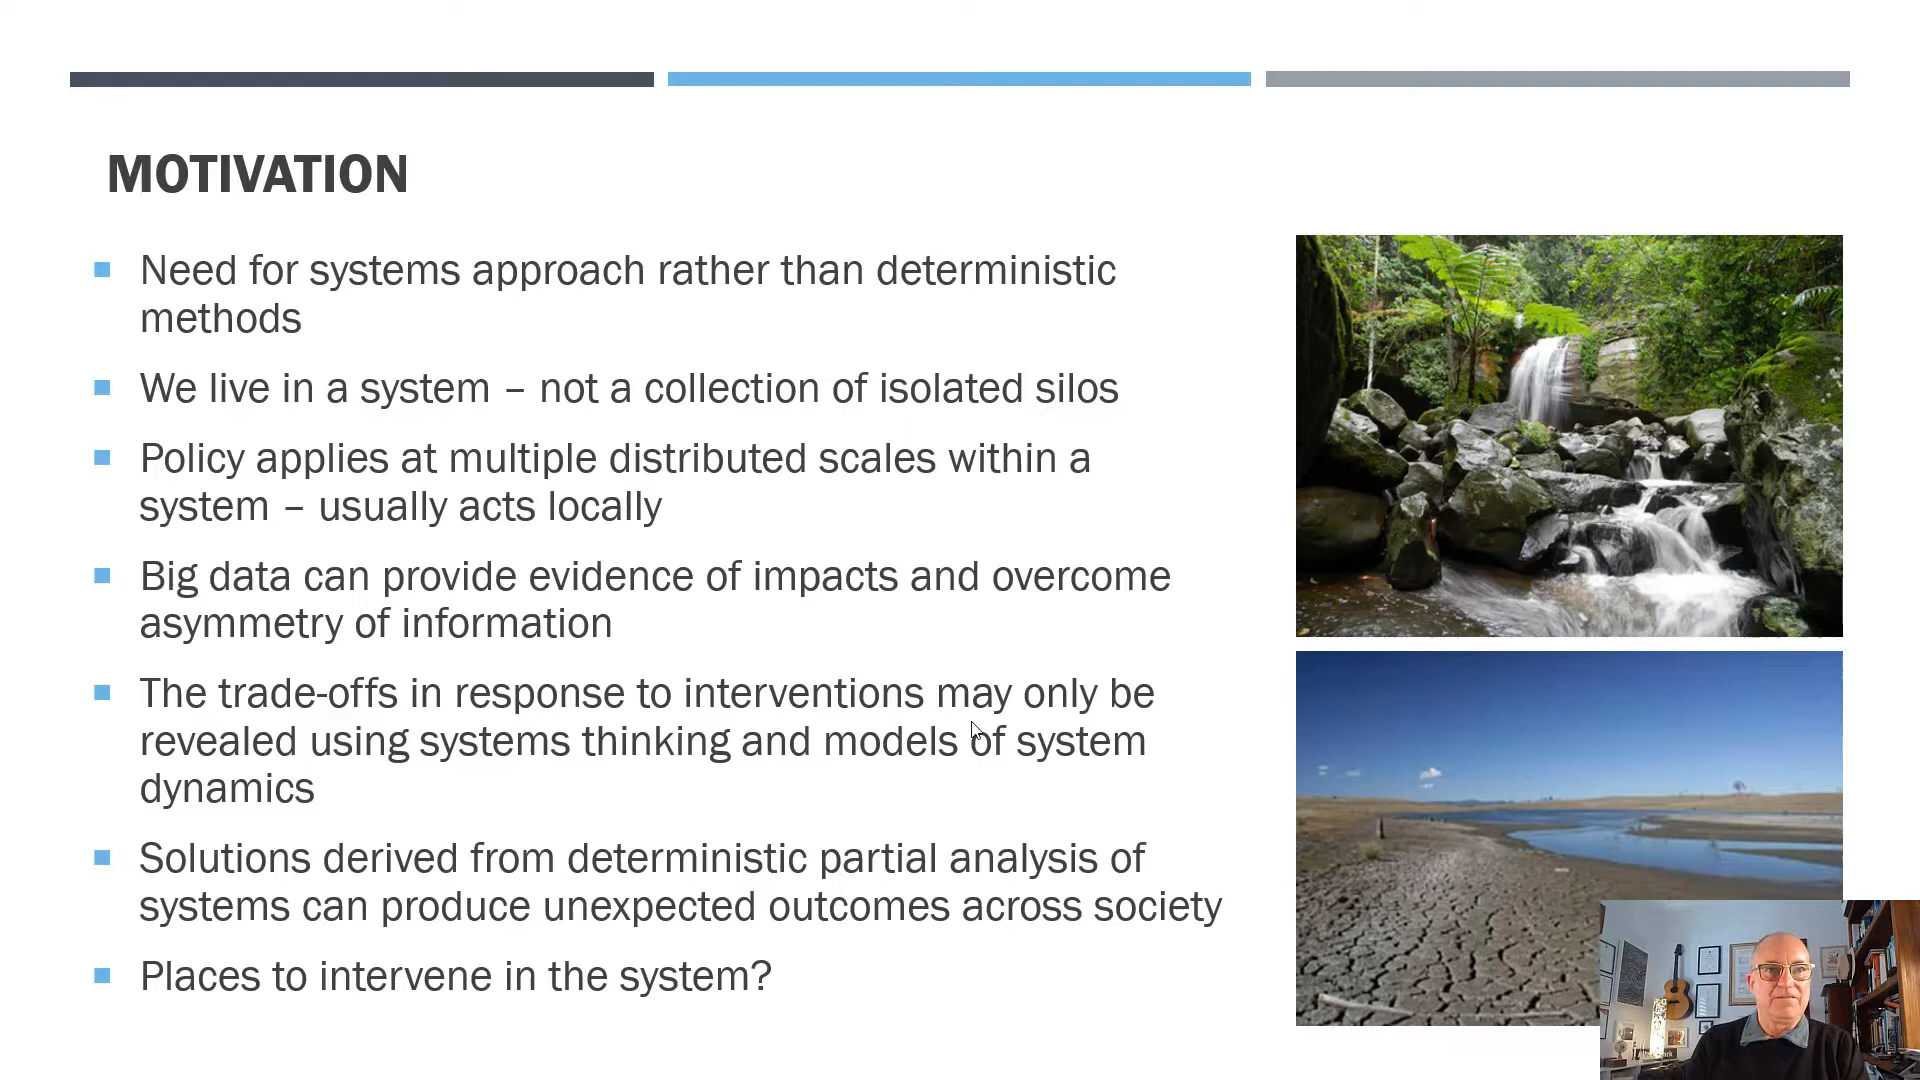 MOTIVATION
Need for systems approach rather than deterministic
methods
We live in a system – not a collection of isolated silos
Policy applies at multiple distributed scales within a
system – usually acts locally
Big data can provide evidence of impacts and overcome
asymmetry of information
The trade-offs in response to interventions may only be
revealed using systems thinking and models of system
dynamics
Solutions derived from deterministic partial analysis of
systems can produce unexpected outcomes across society
Places to intervene in the system?